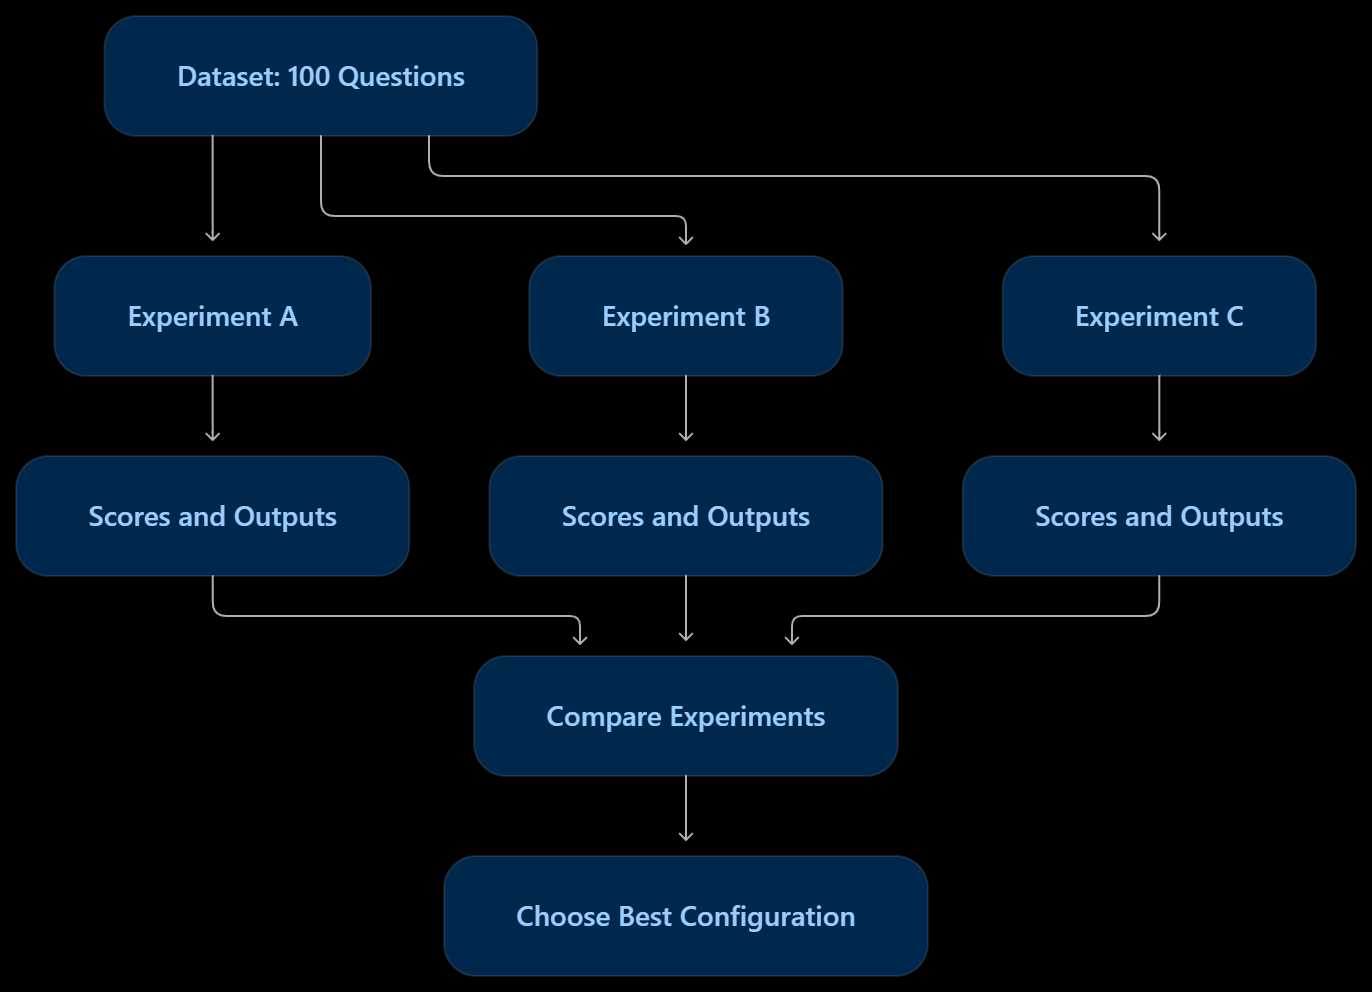 Dataset: 100 Questions
Experiment A
Experiment B
Experiment C
Scores and Outputs
Scores and Outputs
Scores and Outputs
Compare Experiments
Choose Best Configuration